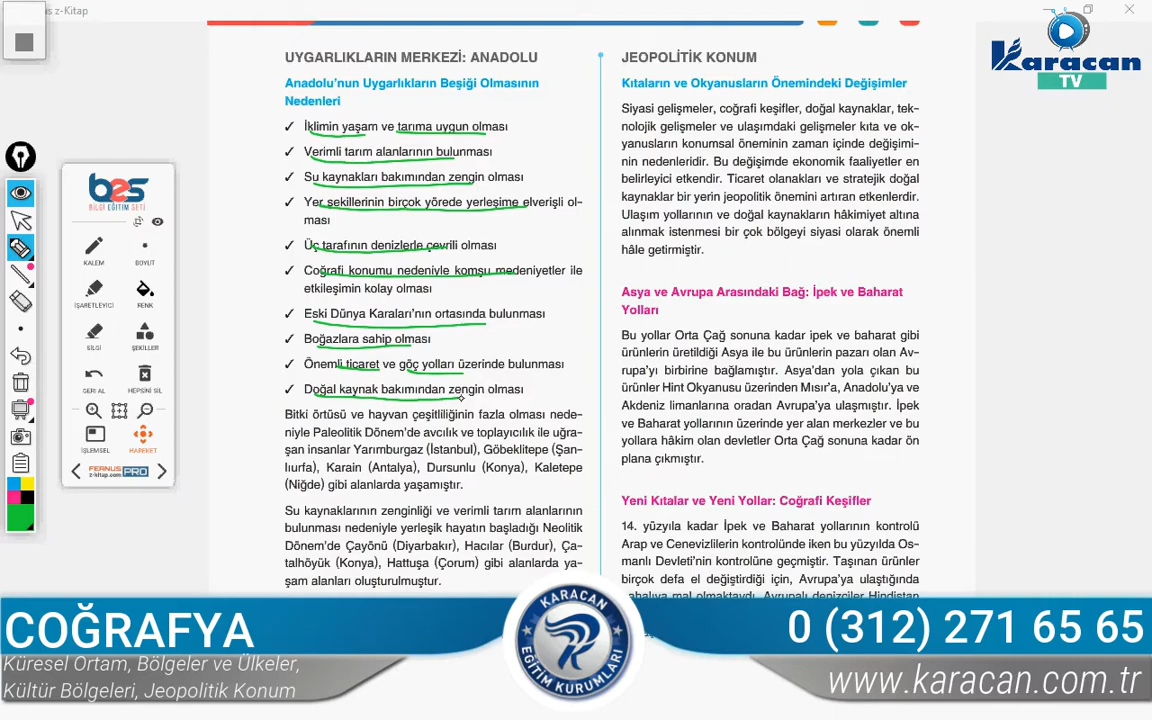 s z-Kitap
Karacan
TV
UYGARLIKLARIN MERKEZİ: ANADOLU
Anadolu'nun Uygarlıkların Beşiği Olmasının
Nedenleri
✓ İklimin yaşam ve tarıma uygun olması
✓ Verimli tarım alanlarının bulunması
✓ Su kaynakları bakımından zengin olması
✓ Yer sekillerinin birçok yörede yerleşime elverişli ol-
ması
✓ Üç tarafının denizlerle çevrili olması
✓ Coğrafi konumu nedeniyle komşu medeniyetler ile
etkileşimin kolay olması
✓ Eski Dünya Karaları'nın ortasında bulunması
✓ Boğazlara sahip olması
✓ Önemli ticaret ve göç yolları üzerinde bulunması
✓ Doğal kaynak bakımından zengin olması
Bitki örtüsü ve hayvan çeşitliliğinin fazla olması nede-
niyle Paleolitik Dönem'de avcılık ve toplayıcılık ile uğra-
şan insanlar Yarımburgaz (İstanbul), Göbeklitepe (Şan-
lıurfa), Karain (Antalya), Dursunlu (Konya), Kaletepe
(Niğde) gibi alanlarda yaşamıştır.
Su kaynaklarının zenginliği ve verimli tarım alanlarının
bulunması nedeniyle yerleşik hayatın başladığı Neolitik
Dönem'de Çayönü (Diyarbakır), Hacılar (Burdur), Ça-
talhöyük (Konya), Hattuşa (Çorum) gibi alanlarda ya-
şam alanları oluşturulmuştur.
JEOPOLİTİK KONUM
Kıtaların ve Okyanusların Önemindeki Değişimler
Siyasi gelişmeler, coğrafi keşifler, doğal kaynaklar, tek-
nolojik gelişmeler ve ulaşımdaki gelişmeler kıta ve ok-
yanusların konumsal öneminin zaman içinde değişimi-
nin nedenleridir. Bu değişimde ekonomik faaliyetler en
belirleyici etkendir. Ticaret olanakları ve stratejik doğal
kaynaklar bir yerin jeopolitik önemini artıran etkenlerdir.
Ulaşım yollarının ve doğal kaynakların hâkimiyet altına
alınmak istenmesi bir çok bölgeyi siyasi olarak önemli
hâle getirmiştir.
Asya ve Avrupa Arasındaki Bağ: İpek ve Baharat
Yolları
Bu yollar Orta Çağ sonuna kadar ipek ve baharat gibi
ürünlerin üretildiği Asya ile bu ürünlerin pazarı olan Av-
rupa'yı birbirine bağlamıştır. Asya'dan yola çıkan bu
ürünler Hint Okyanusu üzerinden Mısır'a, Anadolu'ya ve
Akdeniz limanlarına oradan Avrupa'ya ulaşmıştır. İpek
ve Baharat yollarının üzerinde yer alan merkezler ve bu
yollara hâkim olan devletler Orta Çağ sonuna kadar ön
plana çıkmıştır.
Yeni Kıtalar ve Yeni Yollar: Coğrafi Keşifler
14. yüzyıla kadar İpek ve Baharat yollarının kontrolü
Arap ve Cenevizlilerin kontrolünde iken bu yüzyılda Os-
manlı Devleti'nin kontrolüne geçmiştir. Taşınan ürünler
birçok defa el değiştirdiği için, Avrupa'ya ulaştığında
pahalıya mal olmaktaydı. Avrupalı denizciler Hindistan
bes
BİLGİ EĞİTİM SETİ
KALEM
BOYUT
İŞARETLEYİCİ
RENK
SİLGİ
ŞEKİLLER
GERİ AL
HEPSİNİ SİL
İŞLEMSEL
HAREKET
FERNUS
z-kitap.com
PRO
COĞRAFYA
Küresel Ortam, Bölgeler ve Ülkeler,
Kültür Bölgeleri, Jeopolitik Konum
KARACAN
EĞİTİM KURUMLARI
0 (312) 271 65 65
www.karacan.com.tr